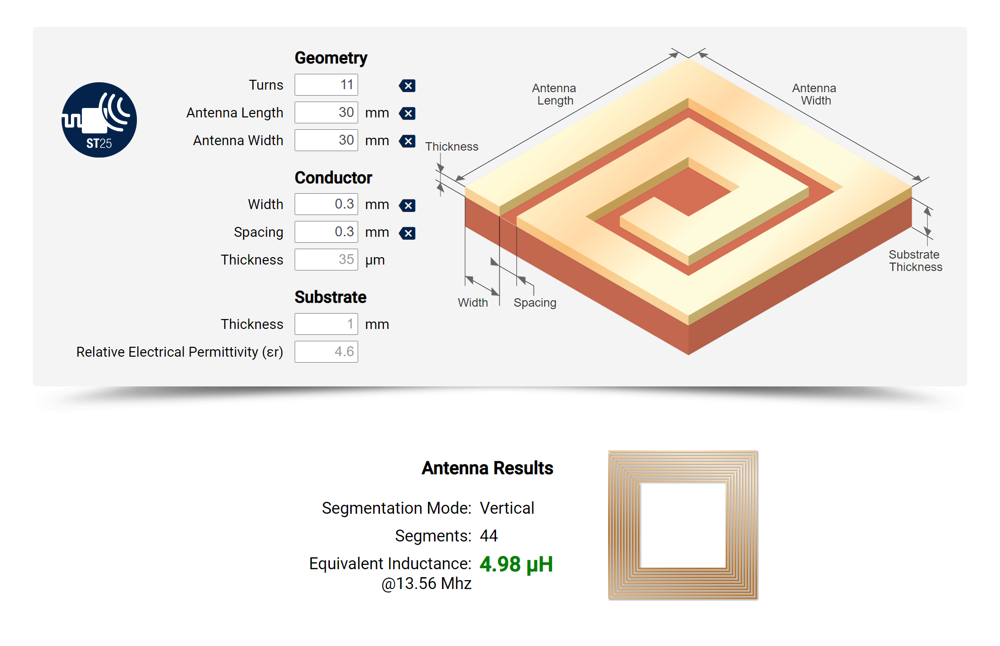 Geometry
Turns 11
Antenna Length 30 mm
Antenna Width 30 mm
Conductor
Width 0.3 mm
Spacing 0.3 mm
Thickness 35 µm
Substrate
Thickness 1 mm
Relative Electrical Permittivity (εr) 4.6
ST25
Antenna
Length
Antenna
Width
Thickness
Substrate
Thickness
Width
Spacing
Antenna Results
Segmentation Mode: Vertical
Segments: 44
Equivalent Inductance: 4.98 µH
@13.56 Mhz